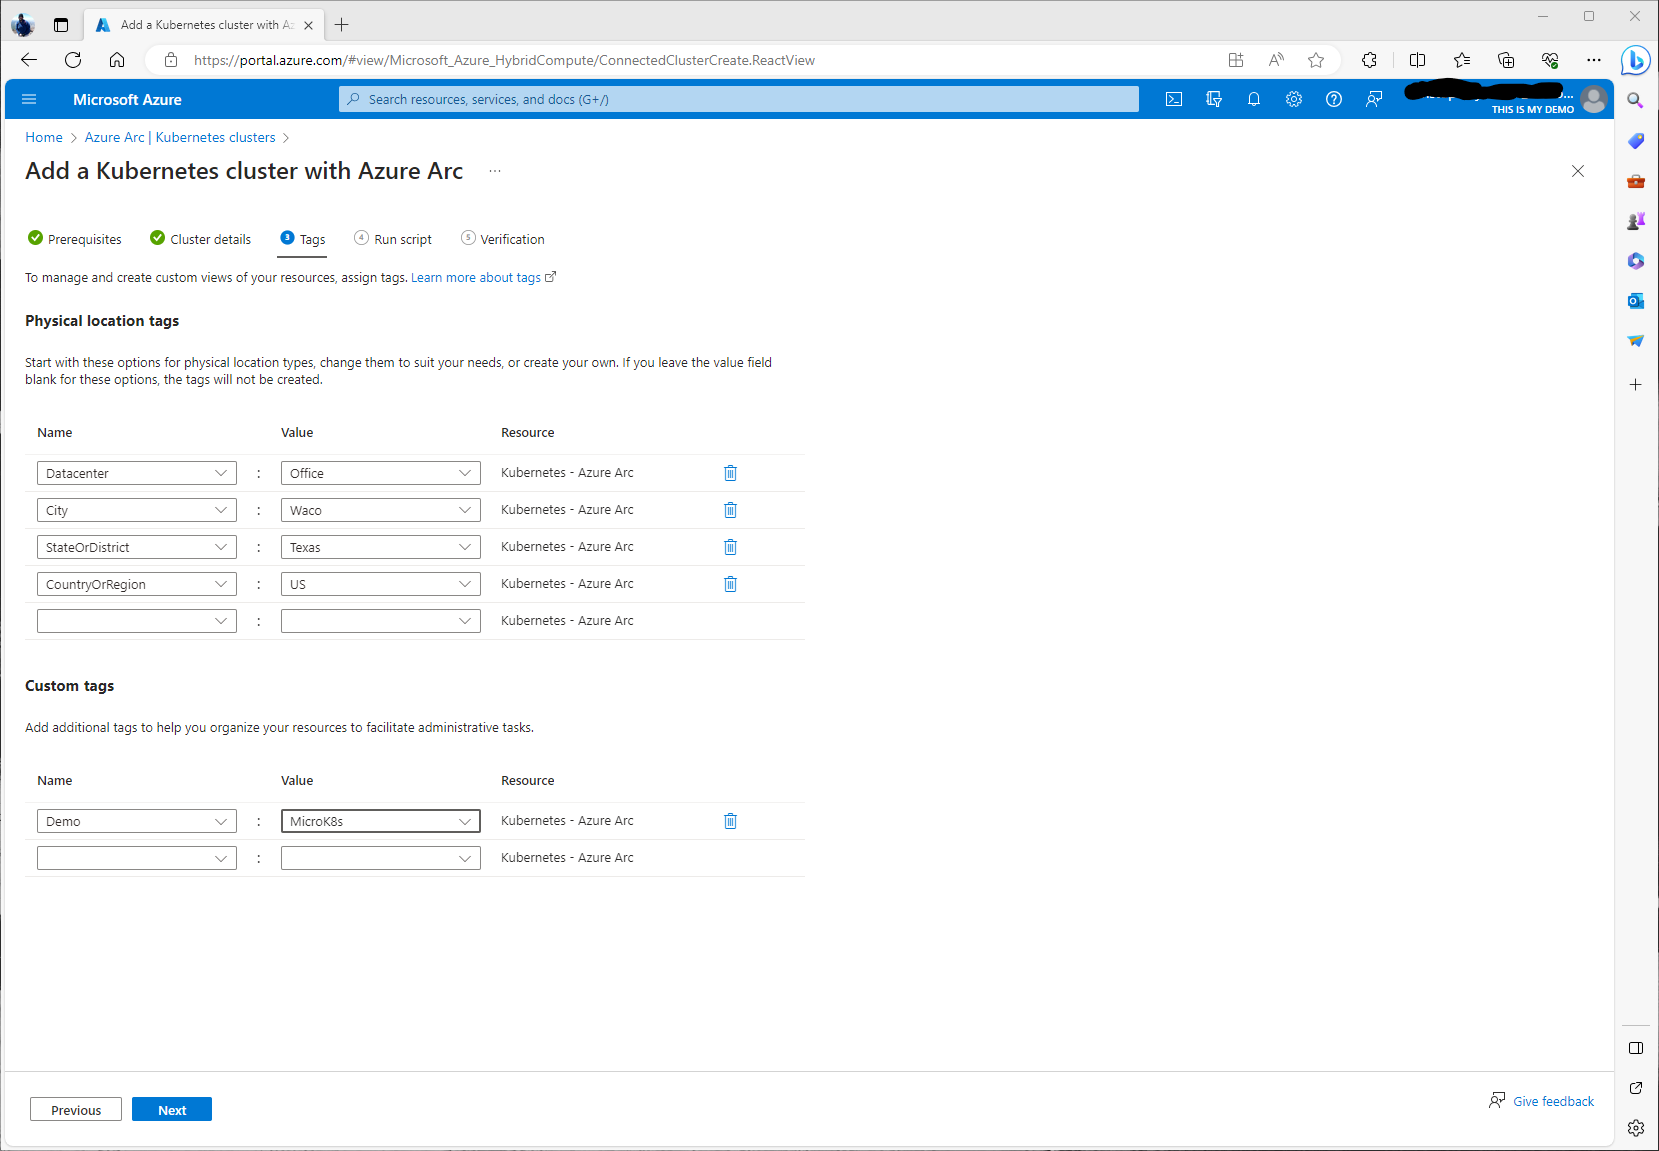 Add a Kubernetes cluster with Az
https://portal.azure.com/#view/Microsoft_Azure_HybridCompute/ConnectedClusterCreate.ReactView
Microsoft Azure
Search resources, services, and docs (G+/)
THIS IS MY DEMO
Home > Azure Arc | Kubernetes clusters >
Add a Kubernetes cluster with Azure Arc ...
Prerequisites
Cluster details
3 Tags
4 Run script
5 Verification
To manage and create custom views of your resources, assign tags. Learn more about tags
Physical location tags
Start with these options for physical location types, change them to suit your needs, or create your own. If you leave the value field
blank for these options, the tags will not be created.
Name Value Resource
Datacenter : Office Kubernetes - Azure Arc
City : Waco Kubernetes - Azure Arc
StateOrDistrict : Texas Kubernetes - Azure Arc
CountryOrRegion : US Kubernetes - Azure Arc
: Kubernetes - Azure Arc
Custom tags
Add additional tags to help you organize your resources to facilitate administrative tasks.
Name Value Resource
Demo : MicroK8s Kubernetes - Azure Arc
: Kubernetes - Azure Arc
Previous
Next
Give feedback